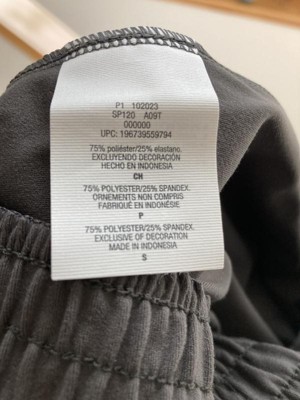 P1 102023
SP120 A09T
000000
UPC: 196739559794
75% poliéster/25% elastano.
EXCLUYENDO DECORACIÓN
HECHO EN INDONESIA
CH
75% POLYESTER/25% SPANDEX.
ORNEMENTS NON COMPRIS
FABRIQUÉ EN INDONÉSIE
P
75% POLYESTER/25% SPANDEX.
EXCLUSIVE OF DECORATION
MADE IN INDONESIA
S